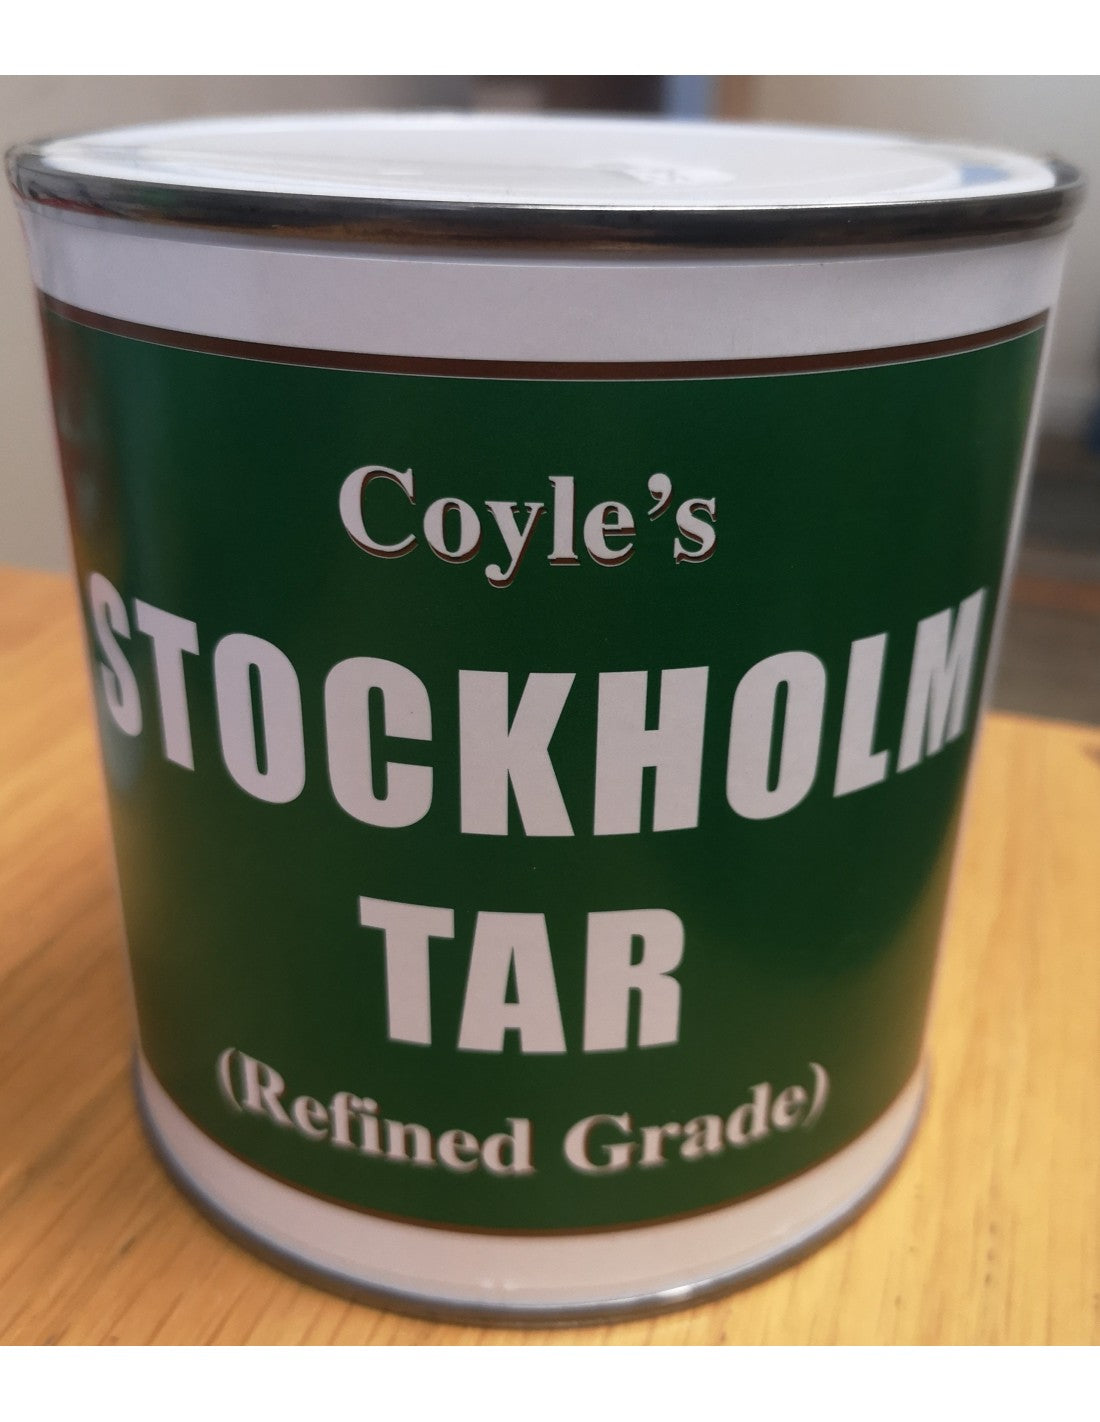 Coyle's
STOCKHOLM
TAR
(Refined Grade)